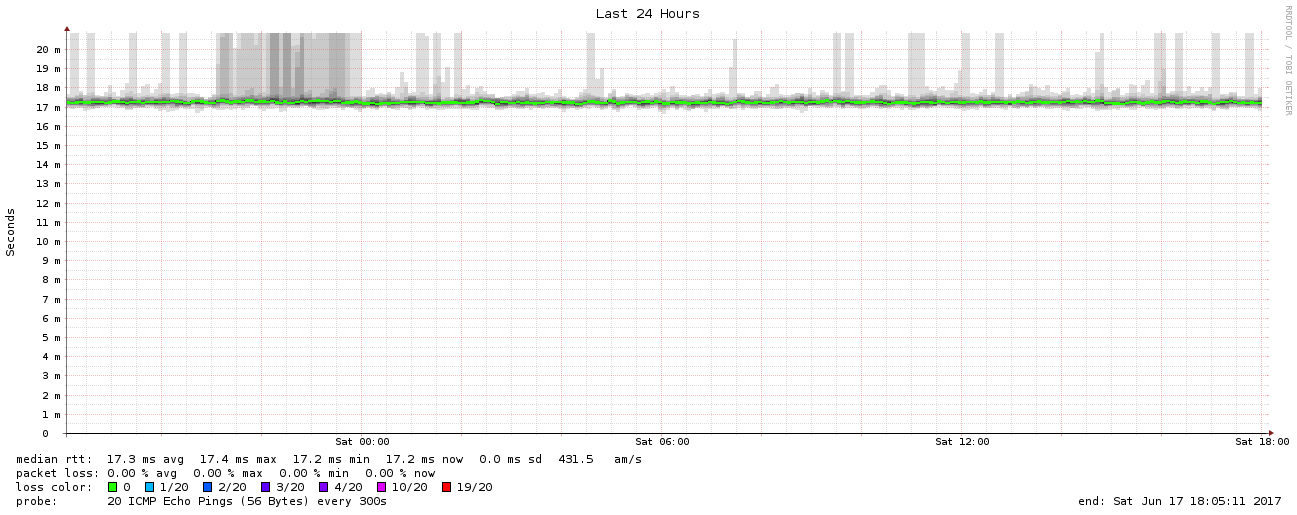 Last 24 Hours
RRDTOOL / TOBI OETIKER
Seconds
20 m
19 m
18 m
17 m
16 m
15 m
14 m
13 m
12 m
11 m
10 m
9 m
8 m
7 m
6 m
5 m
4 m
3 m
2 m
1 m
0
Sat 00:00 Sat 06:00 Sat 12:00 Sat 18:00
median rtt: 17.3 ms avg 17.4 ms max 17.2 ms min 17.2 ms now 0.0 ms sd 431.5 am/s
packet loss: 0.00 % avg 0.00 % max 0.00 % min 0.00 % now
loss color: 0 1/20 2/20 3/20 4/20 10/20 19/20
probe: 20 ICMP Echo Pings (56 Bytes) every 300s end: Sat Jun 17 18:05:11 2017